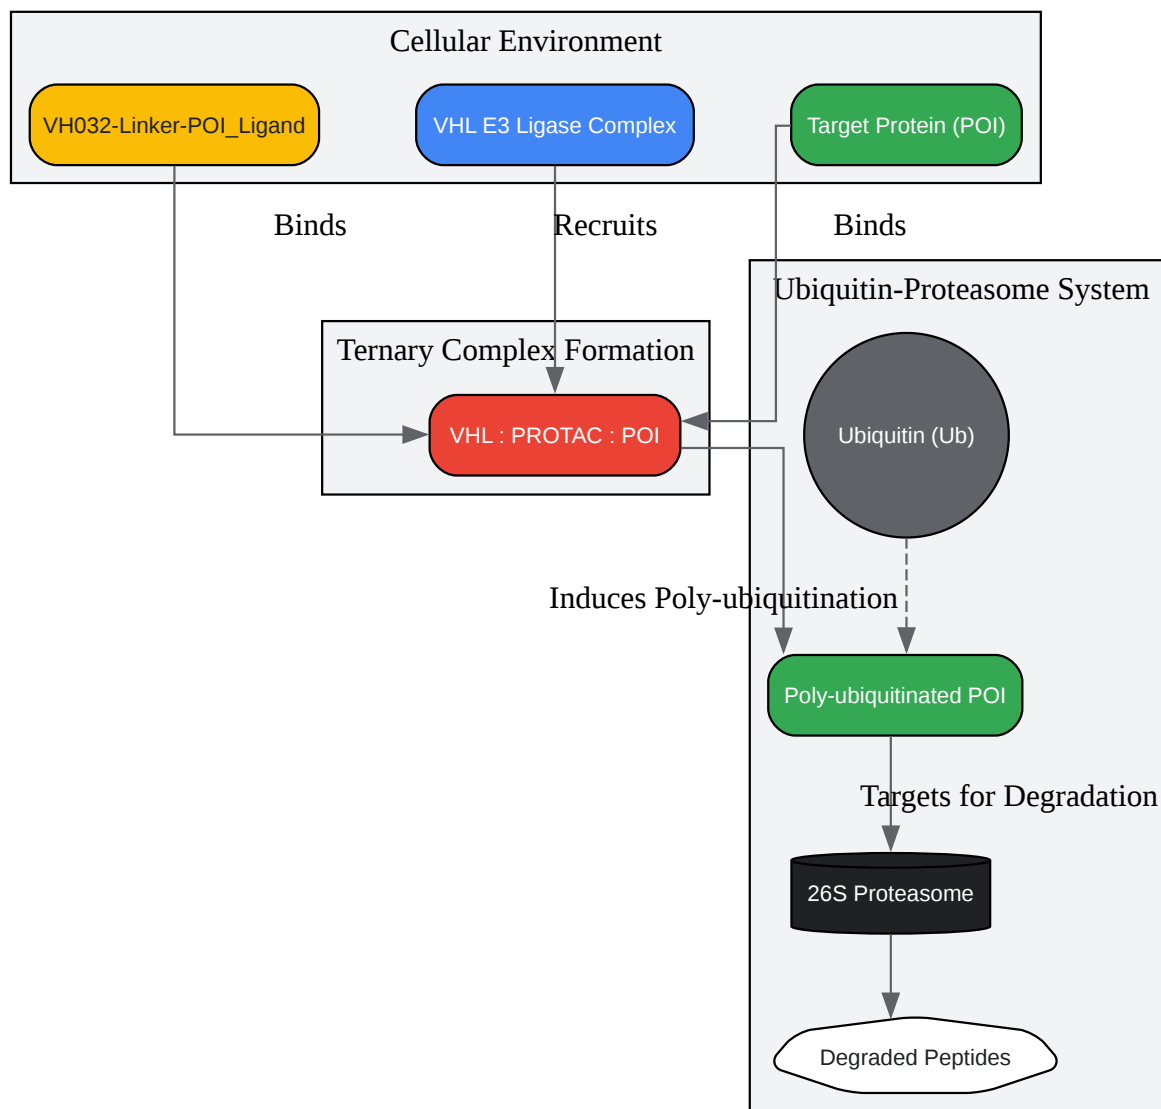 Cellular Environment
VH032-Linker-POI_Ligand
VHL E3 Ligase Complex
Target Protein (POI)
Binds
Recruits
Binds
Ubiquitin-Proteasome System
Ternary Complex Formation
VHL : PROTAC : POI
Ubiquitin (Ub)
Induces Poly-ubiquitination
Poly-ubiquitinated POI
Targets for Degradation
26S Proteasome
Degraded Peptides